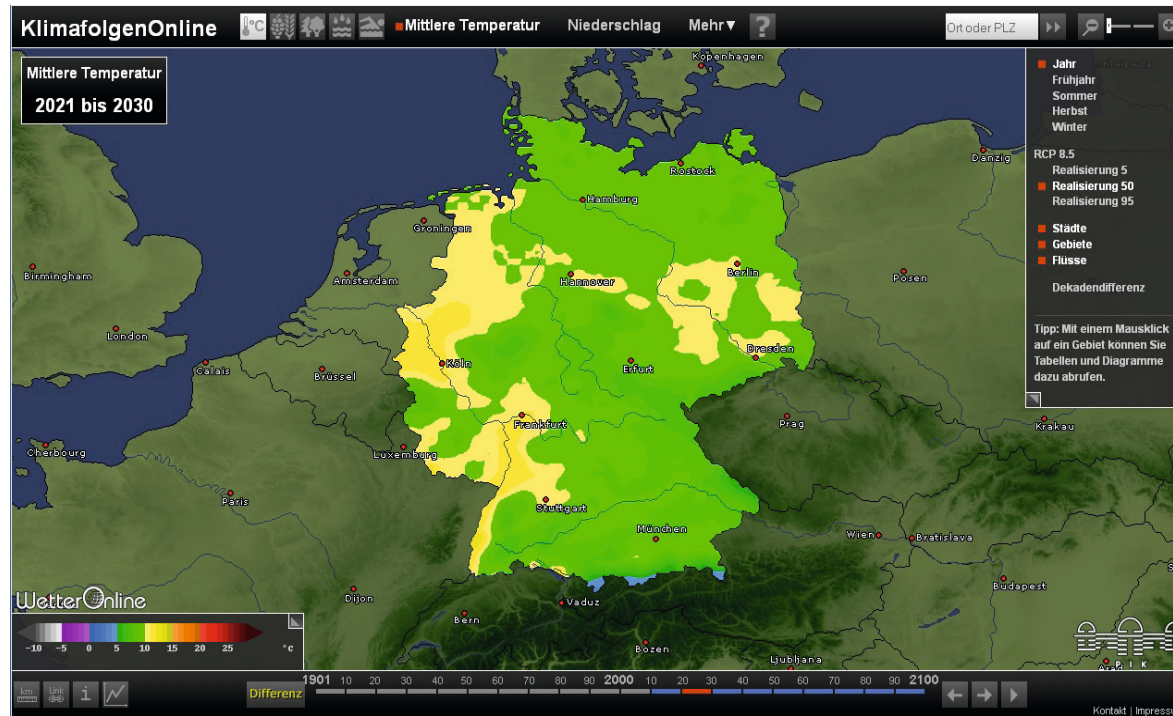 KlimafolgenOnline
°C
Mittlere Temperatur
Niederschlag
Mehr▼
?
Ort oder PLZ
Mittlere Temperatur
2021 bis 2030
Jahr
Frühjahr
Sommer
Herbst
Winter
RCP 8.5
Realisierung 5
Realisierung 50
Realisierung 95
Städte
Gebiete
Flüsse
Dekadendifferenz
Tipp: Mit einem Mausklick
auf ein Gebiet können Sie
Tabellen und Diagramme
dazu abrufen.
Kopenhagen
Danzig
Rostock
Hamburg
Groningen
Birmingham
Amsterdam
Hannover
Berlin
Posen
London
Calais
Brüssel
Köln
Erfurt
Dresden
Frankfurt
Prag
Krakau
Cherbourg
Luxemburg
Paris
Stuttgart
München
Wien
Bratislava
Budapest
Dijon
Vaduz
Bern
Bozen
Ljubljana
Arad
WetterOnline
-10 -5 0 5 10 15 20 25 °C
PIK
km
Link
i
Differenz
1901 10 20 30 40 50 60 70 80 90 2000 10 20 30 40 50 60 70 80 90 2100
Kontakt | Impressu